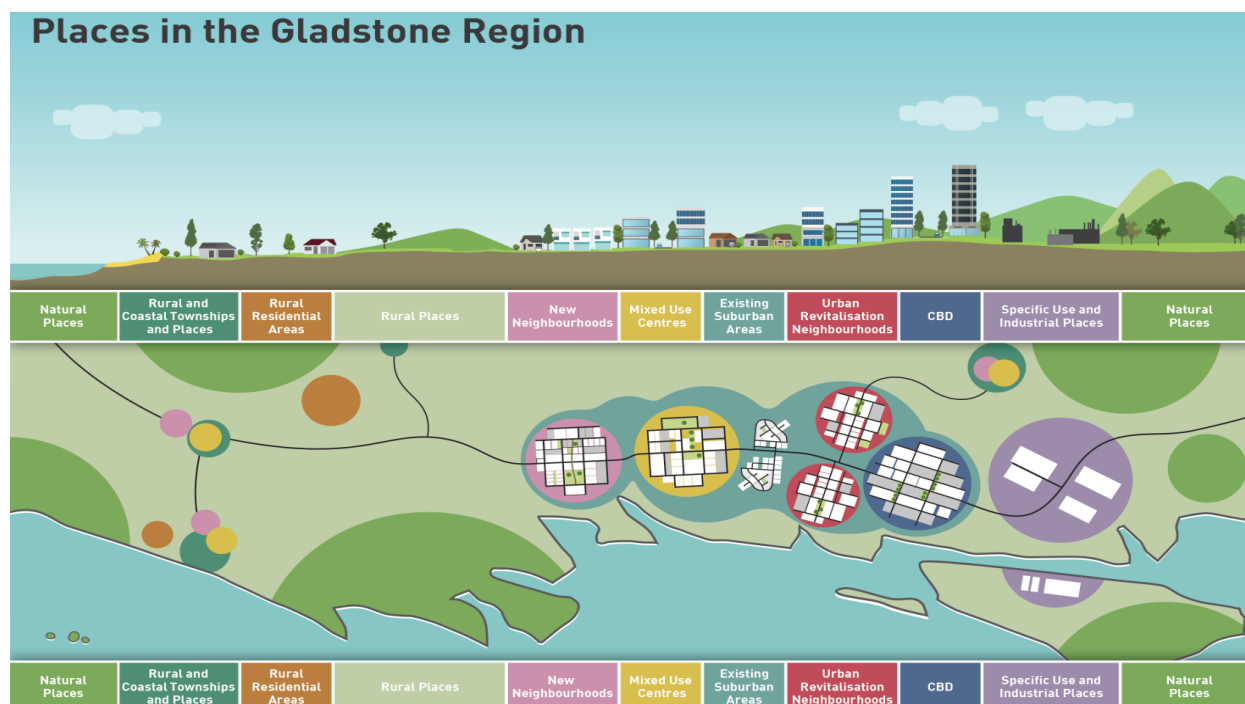 Places in the Gladstone Region
Natural
Places
Rural and
Coastal Townships
and Places
Rural
Residential
Areas
Rural Places
New
Neighbourhoods
Mixed Use
Centres
Existing
Suburban
Areas
Urban
Revitalisation
Neighbourhoods
CBD
Specific Use and
Industrial Places
Natural
Places
Natural
Places
Rural and
Coastal Townships
and Places
Rural
Residential
Areas
Rural Places
New
Neighbourhoods
Mixed Use
Centres
Existing
Suburban
Areas
Urban
Revitalisation
Neighbourhoods
CBD
Specific Use and
Industrial Places
Natural
Places